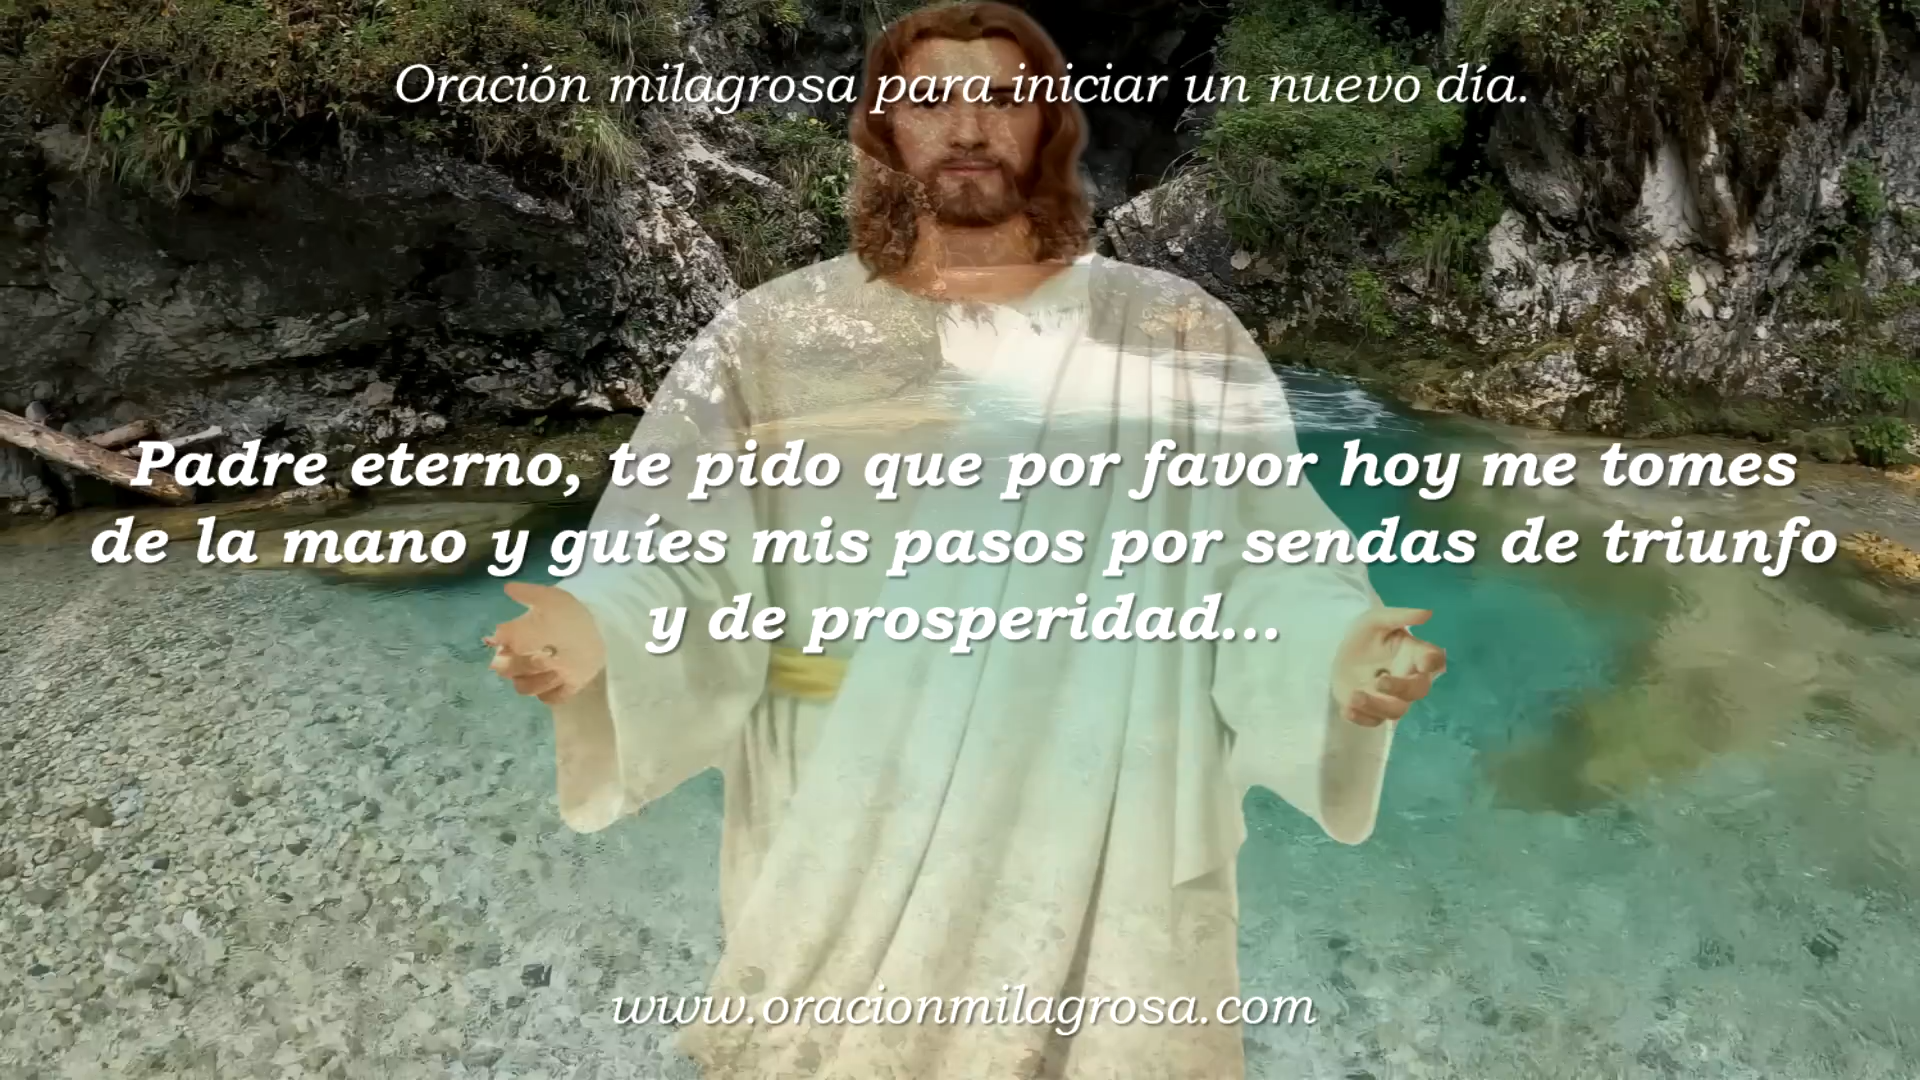 Oración milagrosa para iniciar un nuevo día.
Padre eterno, te pido que por favor hoy me tomes
de la mano y guíes mis pasos por sendas de triunfo
y de prosperidad...
www.oracionmilagrosa.com